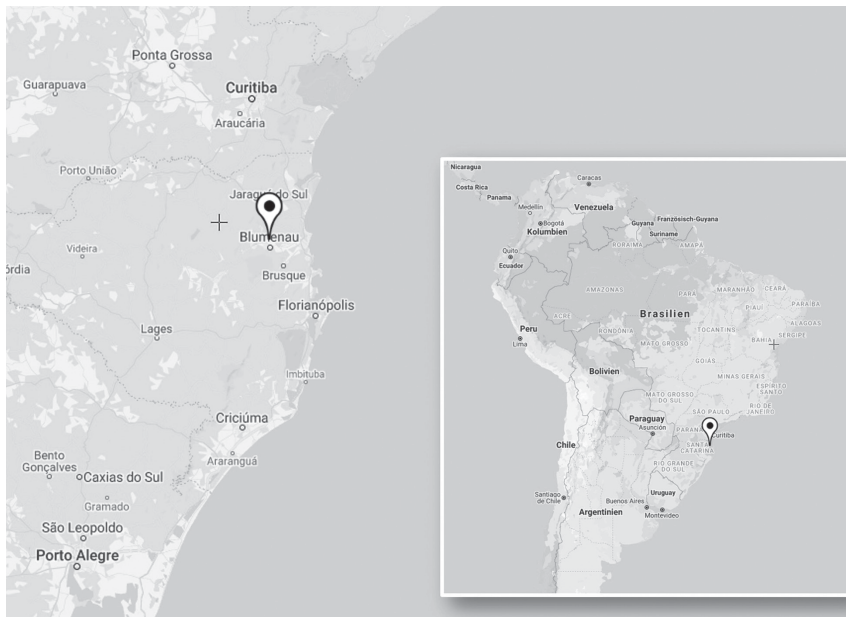 Ponta Grossa
Guarapuava
Curitiba
Araucária
Porto União
Jaraguá do Sul
Blumenau
Videira
órdia
Brusque
Florianópolis
Lages
Imbituba
Criciúma
Araranguá
Bento
Gonçalves
Caxias do Sul
Gramado
São Leopoldo
Porto Alegre
Nicaragua
Costa Rica
Panama
Caracas
Medellín
Venezuela
Bogotá
Kolumbien
Guyana
Französisch-Guyana
Suriname
RORAIMA
AMAPÁ
Quito
Ecuador
AMAZONAS
PARÁ
MARANHÃO
CEARÁ
PIAUÍ
PARAÍBA
ACRE
Brasilien
ALAGOAS
Peru
Lima
RONDÔNIA
TOCANTINS
SERGIPE
BAHIA
MATO GROSSO
GOIÁS
Bolivien
MINAS GERAIS
ESPÍRITO
SANTO
MATO GROSSO
DO SUL
RIO DE
JANEIRO
SÃO PAULO
Paraguay
Asunción
PARANÁ
Curitiba
Chile
SANTA
CATARINA
RIO GRANDE
DO SUL
Santiago
de Chile
Uruguay
Buenos Aires
Argentinien
Montevideo